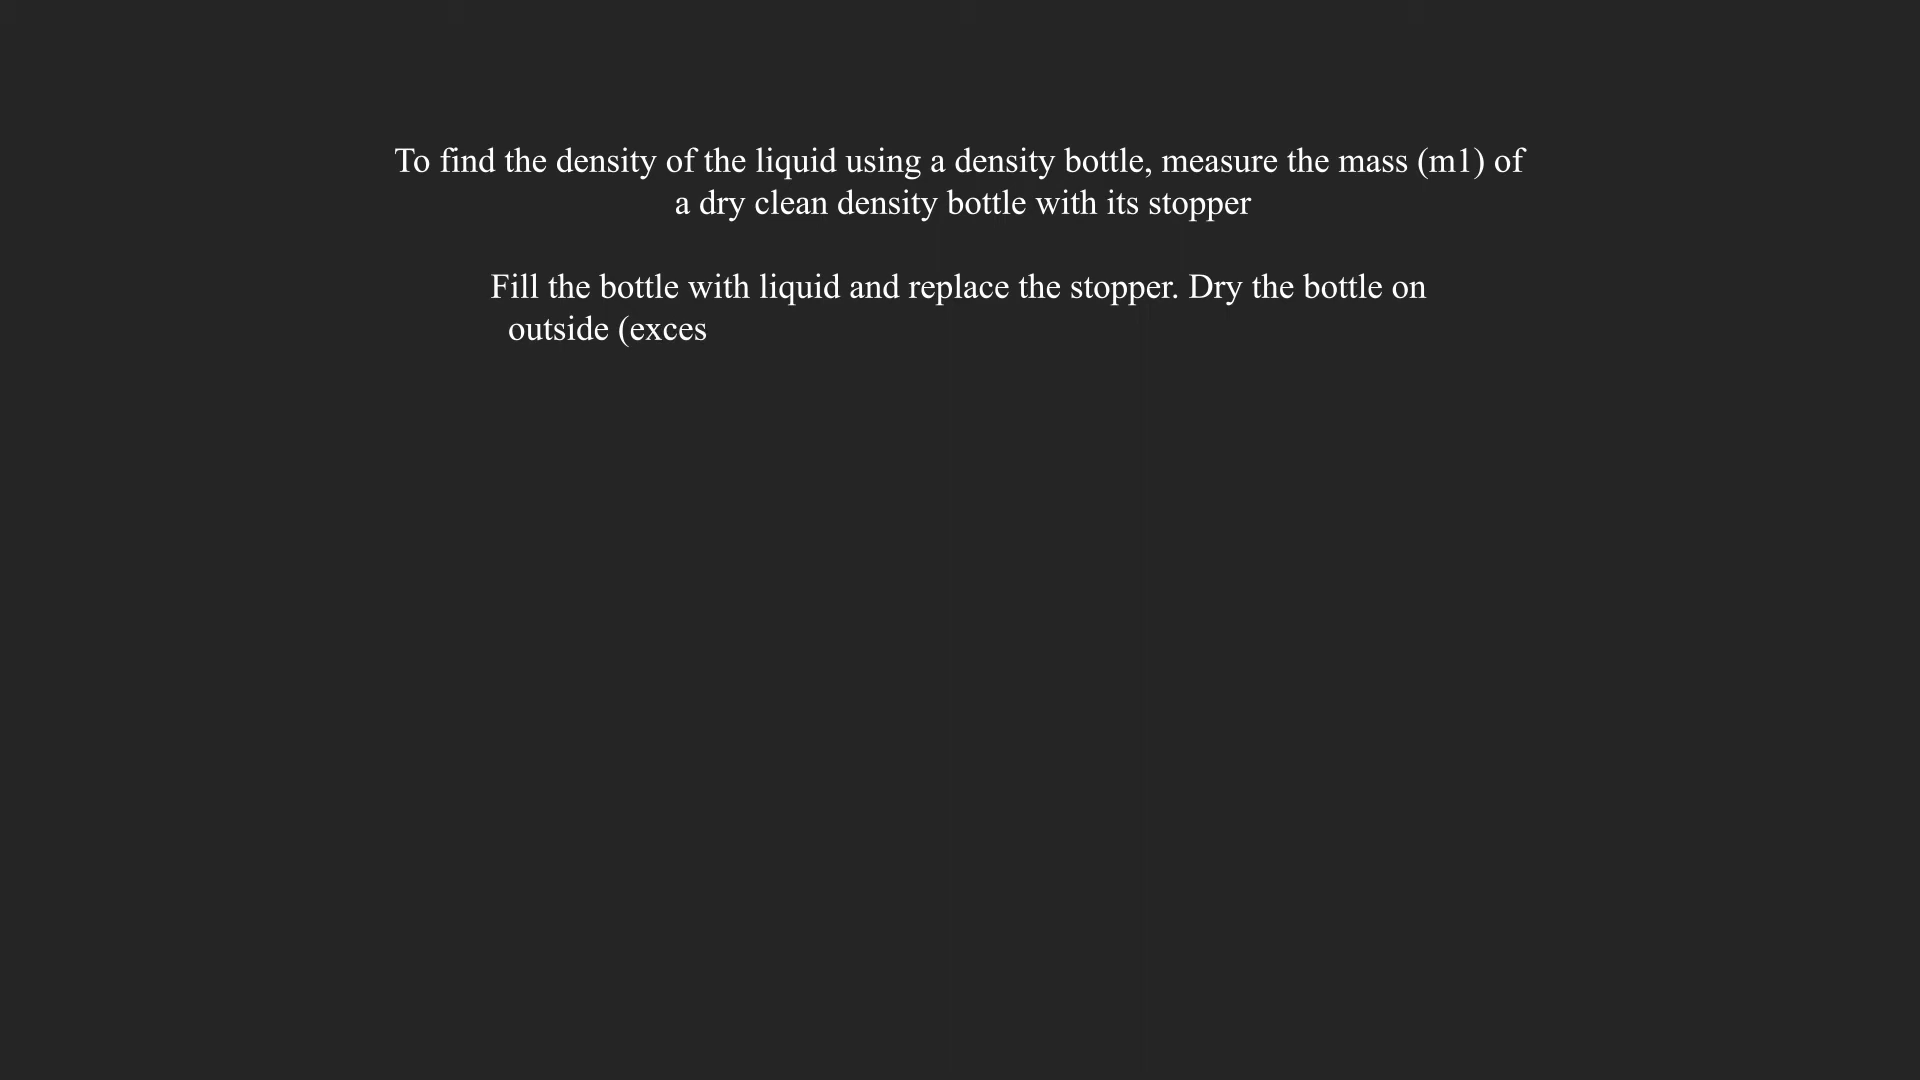 To find the density of the liquid using a density bottle, measure the mass (m1) of
a dry clean density bottle with its stopper
Fill the bottle with liquid and replace the stopper. Dry the bottle on
outside (exces